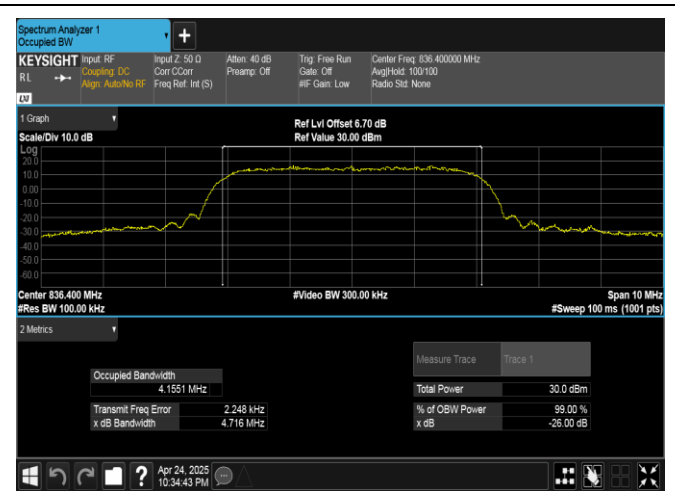 Spectrum Analyzer 1
Occupied BW
+
KEYSIGHT Input: RF Input Z: 50 Ω Atten: 40 dB Trig: Free Run Center Freq: 836.400000 MHz
RL Coupling: DC Corr CCorr Preamp: Off Gate: Off Avg|Hold: 100/100
Align: Auto/No RF Freq Ref: Int (S) #IF Gain: Low Radio Std: None
LXI
1 Graph
Ref Lvl Offset 6.70 dB
Scale/Div 10.0 dB Ref Value 30.00 dBm
Log
20.0
10.0
0.00
-10.0
-20.0
-30.0
-40.0
-50.0
-60.0
Center 836.400 MHz #Video BW 300.00 kHz Span 10 MHz
#Res BW 100.00 kHz #Sweep 100 ms (1001 pts)
2 Metrics
Measure Trace Trace 1
Occupied Bandwidth
4.1551 MHz Total Power 30.0 dBm
Transmit Freq Error 2.248 kHz % of OBW Power 99.00 %
x dB Bandwidth 4.716 MHz x dB -26.00 dB
? Apr 24, 2025
10:34:43 PM